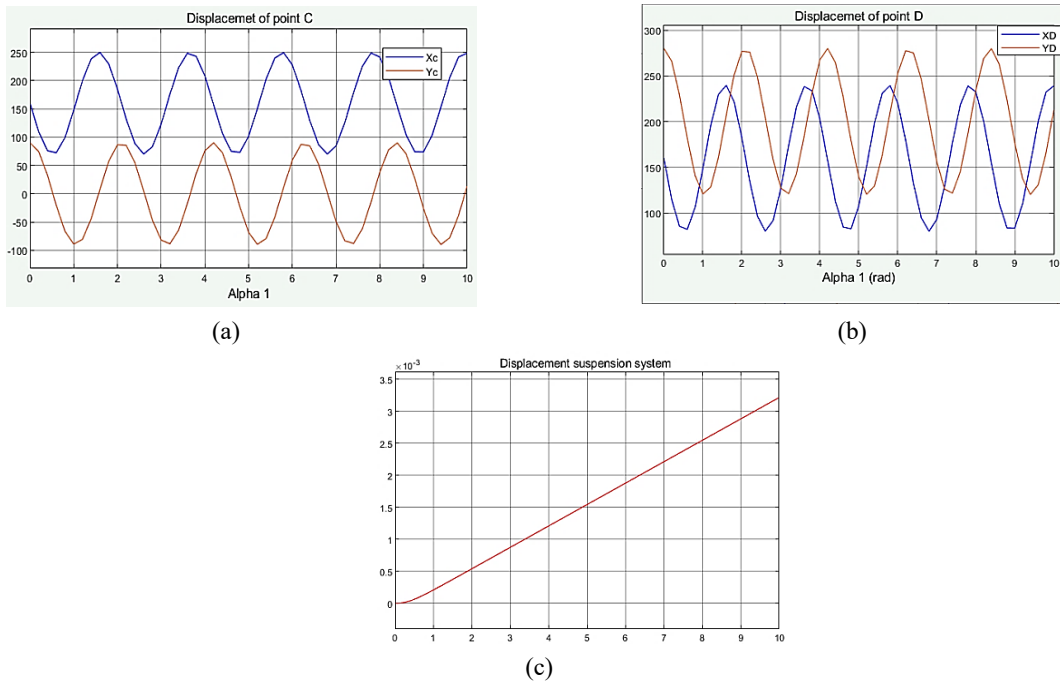 Displacemet of point C
250
200
150
100
50
0
-50
-100
Xc
Yc
0 1 2 3 4 5 6 7 8 9 10
Alpha 1
(a)
Displacemet of point D
300
250
200
150
100
XD
YD
0 1 2 3 4 5 6 7 8 9 10
Alpha 1 (rad)
(b)
Displacement suspension system
×10⁻³
3.5
3
2.5
2
1.5
1
0.5
0
0 1 2 3 4 5 6 7 8 9 10
(c)